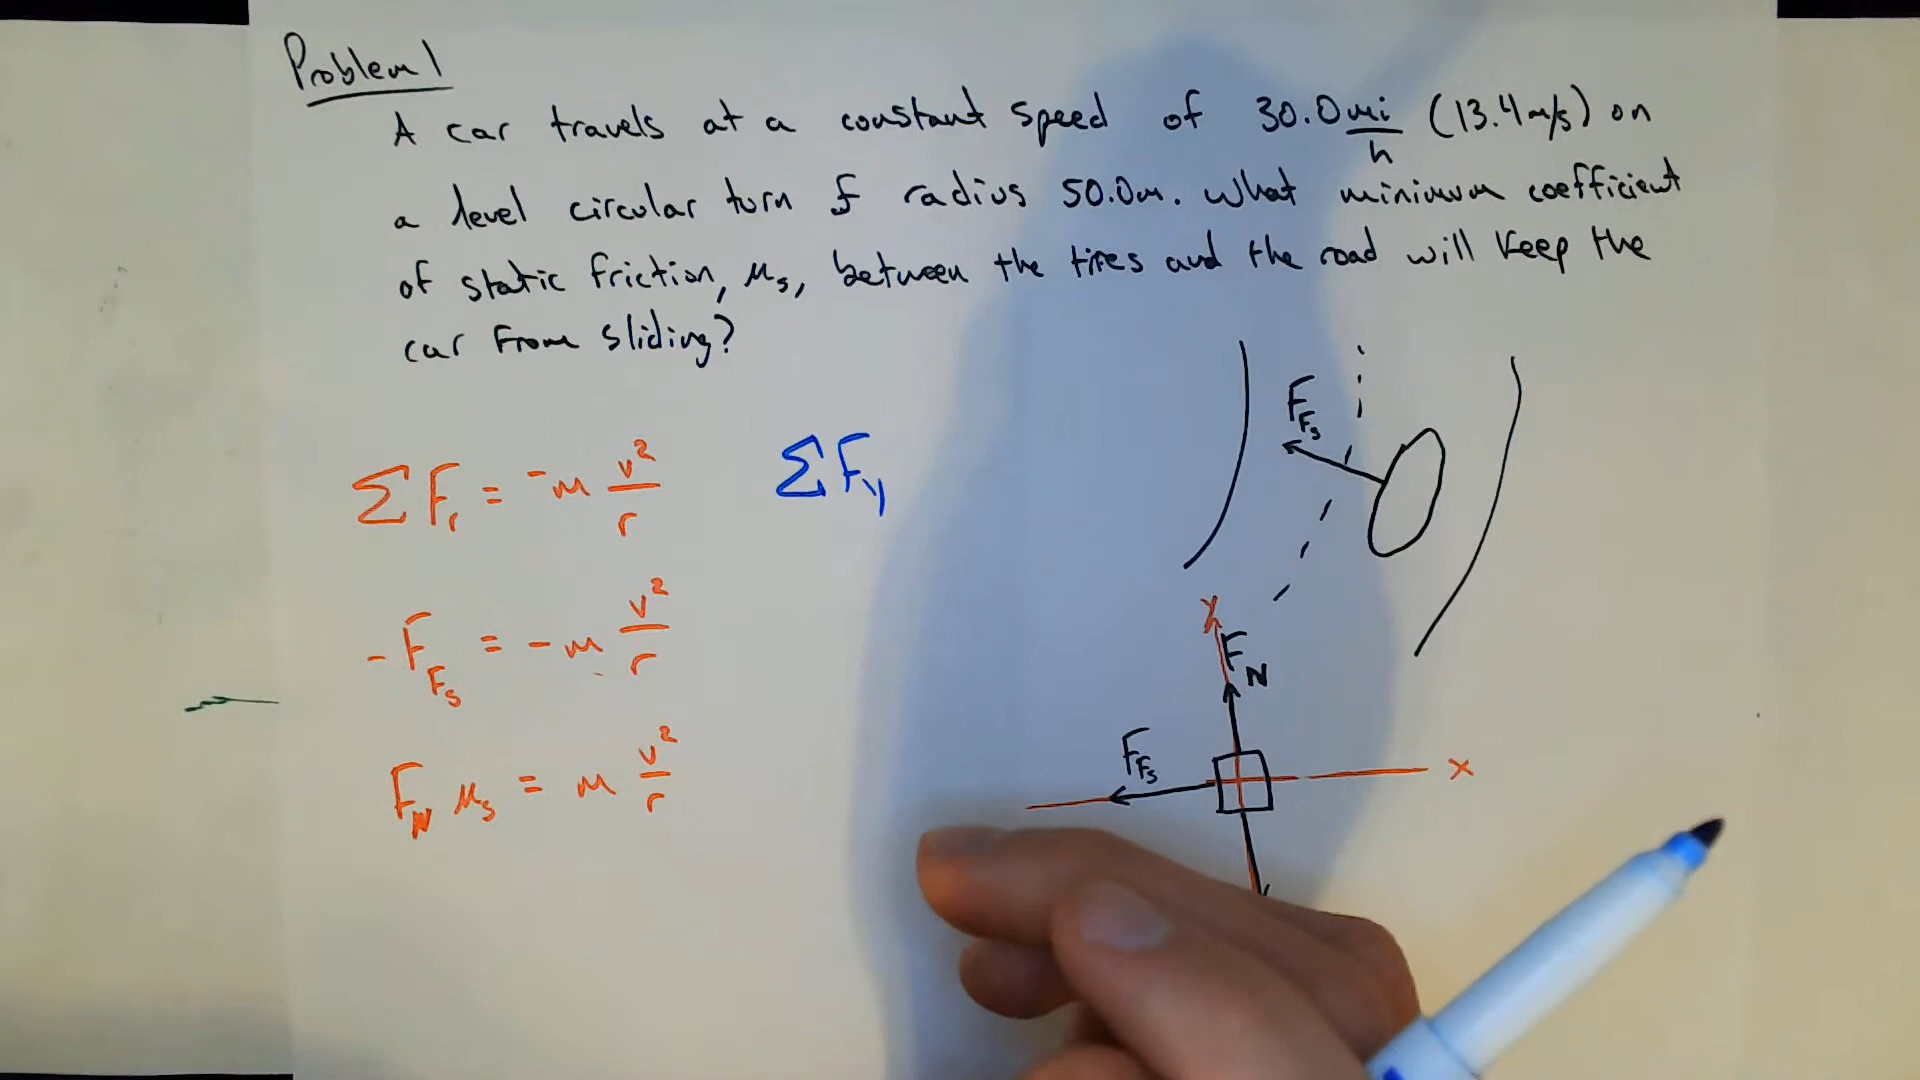 Problem 1
A car travels at a constant speed of 30.0 mi/h (13.4 m/s) on
a level circular turn of radius 50.0m. What minimum coefficient
of static friction, μs, between the tires and the road will keep the
car from sliding?
ΣFr = -m v²/r
ΣFy
-FFs = -m v²/r
FN μs = m v²/r
FFs
y
FN
FFs
x